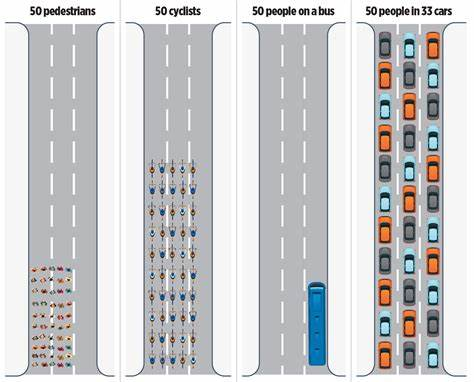 50 pedestrians
50 cyclists
50 people on a bus
50 people in 33 cars